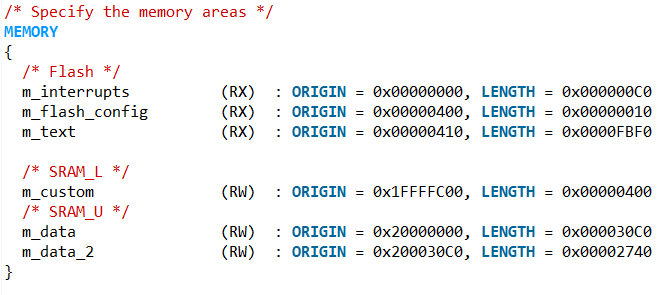 /* Specify the memory areas */
MEMORY
{
  /* Flash */
  m_interrupts          (RX)  : ORIGIN = 0x00000000, LENGTH = 0x000000C0
  m_flash_config        (RX)  : ORIGIN = 0x00000400, LENGTH = 0x00000010
  m_text                (RX)  : ORIGIN = 0x00000410, LENGTH = 0x0000FBF0

  /* SRAM_L */
  m_custom              (RW)  : ORIGIN = 0x1FFFFC00, LENGTH = 0x00000400
  /* SRAM_U */
  m_data                (RW)  : ORIGIN = 0x20000000, LENGTH = 0x000030C0
  m_data_2              (RW)  : ORIGIN = 0x200030C0, LENGTH = 0x00002740
}